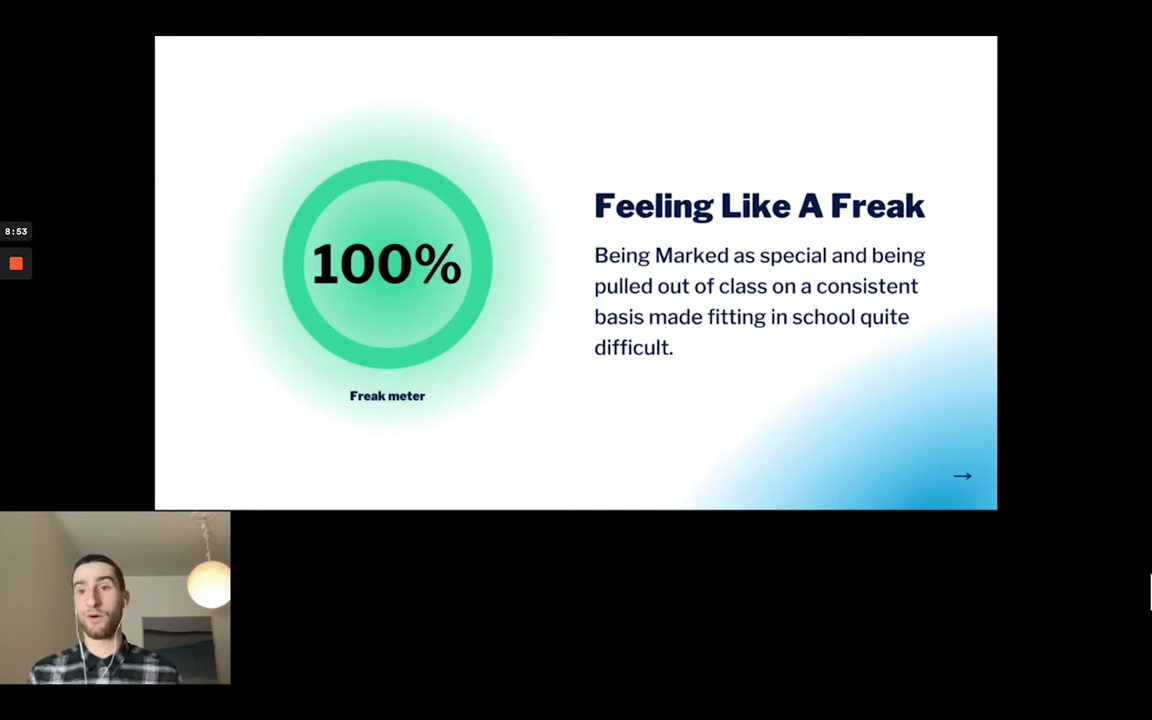 8:53
100%
Freak meter
Feeling Like A Freak
Being Marked as special and being
pulled out of class on a consistent
basis made fitting in school quite
difficult.